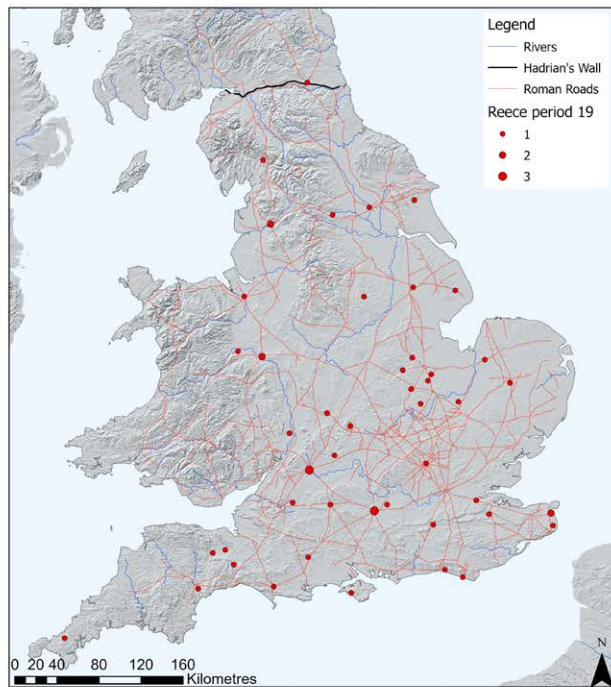 Legend
Rivers
Hadrian's Wall
Roman Roads
Reece period 19
1
2
3
N
0 10 20 40 80 120 160
Kilometres